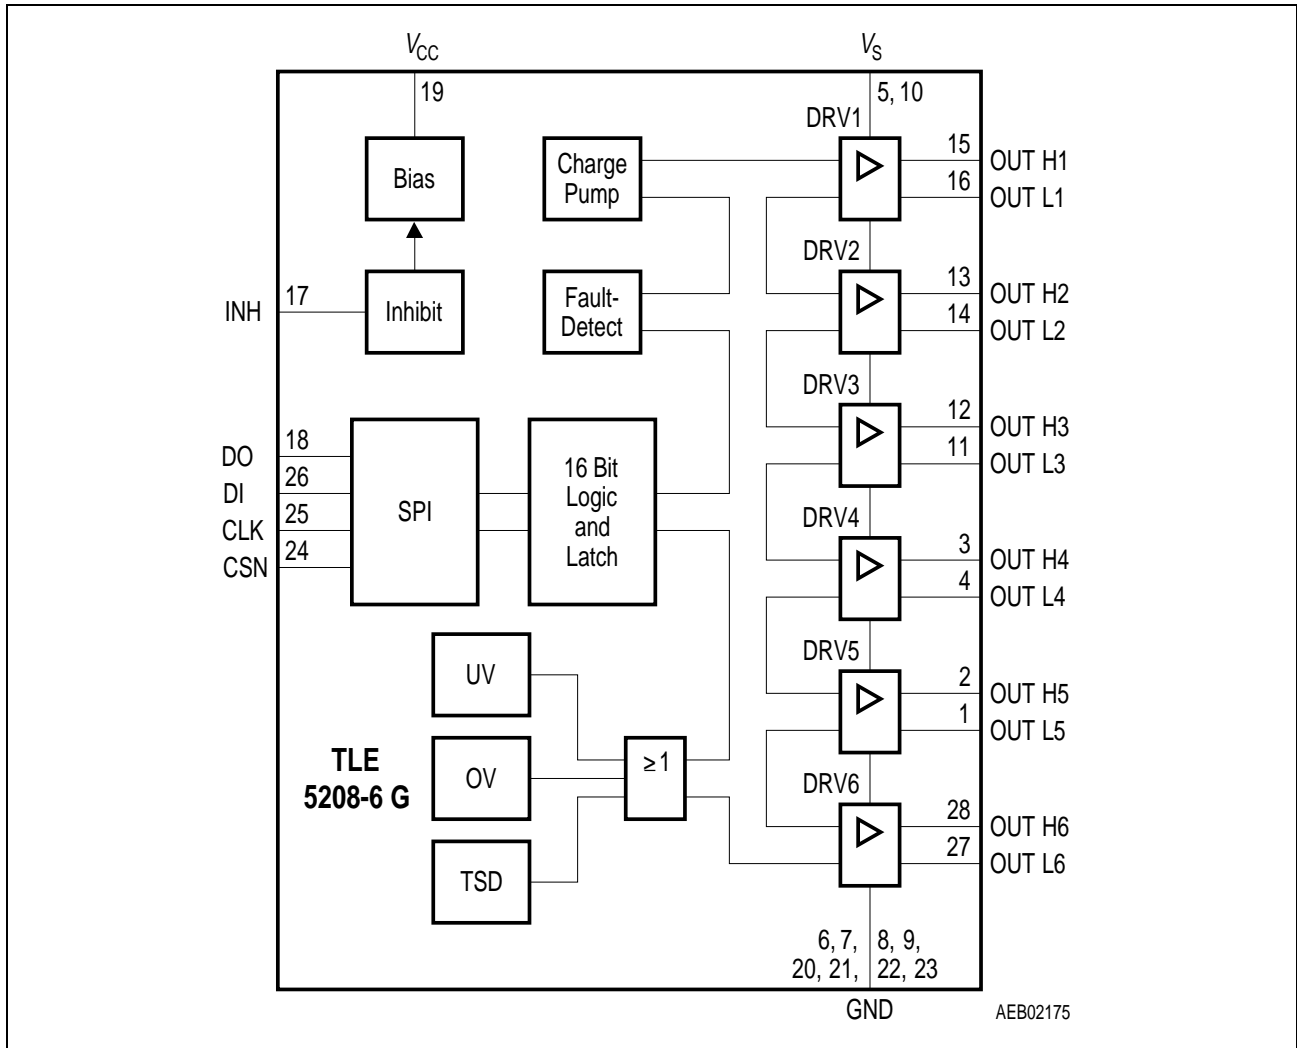 VCC
VS
19
5, 10
DRV1
Bias
Charge
Pump
15
OUT H1
16
OUT L1
DRV2
INH
17
Inhibit
Fault-
Detect
13
OUT H2
14
OUT L2
DRV3
12
OUT H3
11
OUT L3
DO
18
DI
26
CLK
25
CSN
24
SPI
16 Bit
Logic
and
Latch
DRV4
3
OUT H4
4
OUT L4
DRV5
UV
2
OUT H5
1
OUT L5
TLE
5208-6 G
OV
≥1
DRV6
TSD
28
OUT H6
27
OUT L6
6, 7,
8, 9,
20, 21,
22, 23
GND
AEB02175